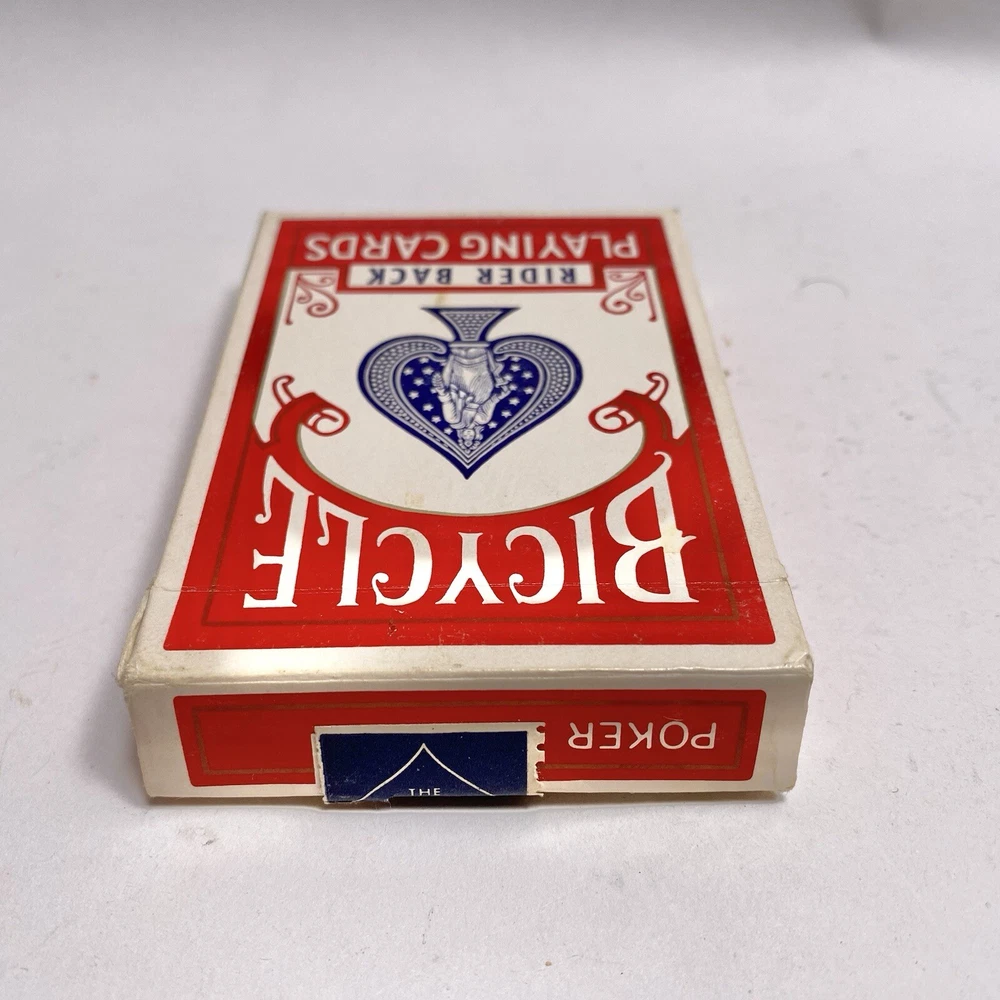 POKER
THE
BICYCLE
RIDER BACK
PLAYING CARDS